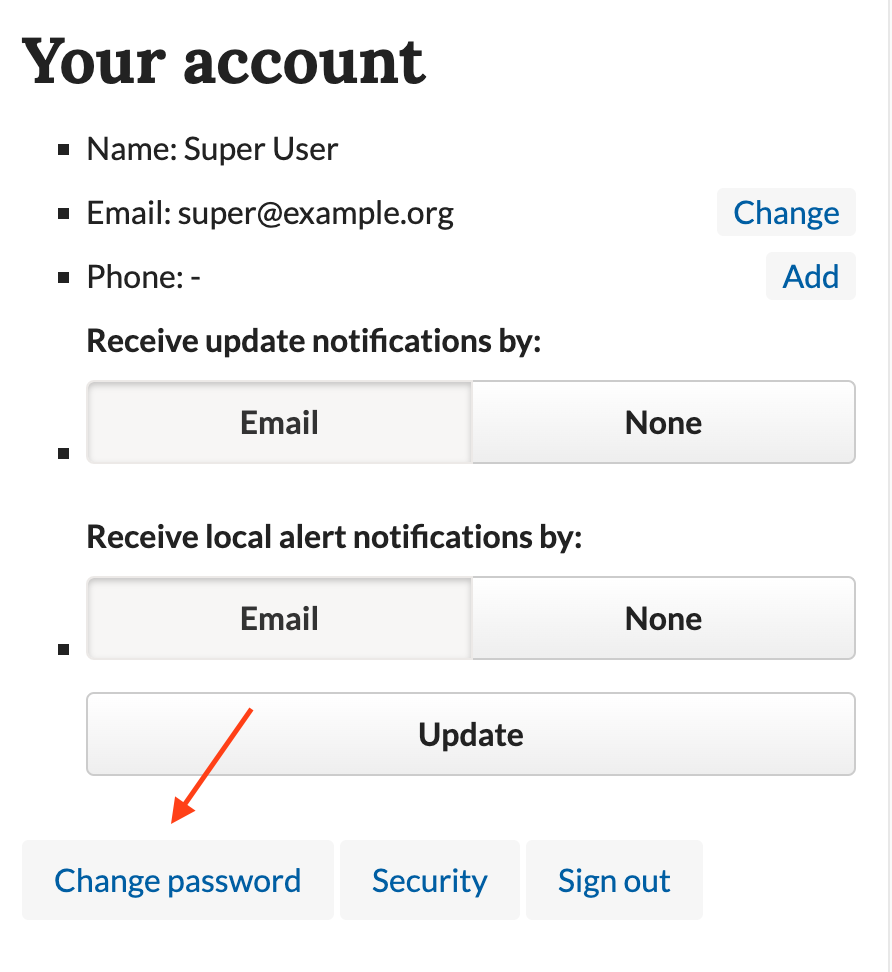 Your account
Name: Super User
Email: super@example.org Change
Phone: - Add
Receive update notifications by:
Email None
Receive local alert notifications by:
Email None
Update
Change password Security Sign out